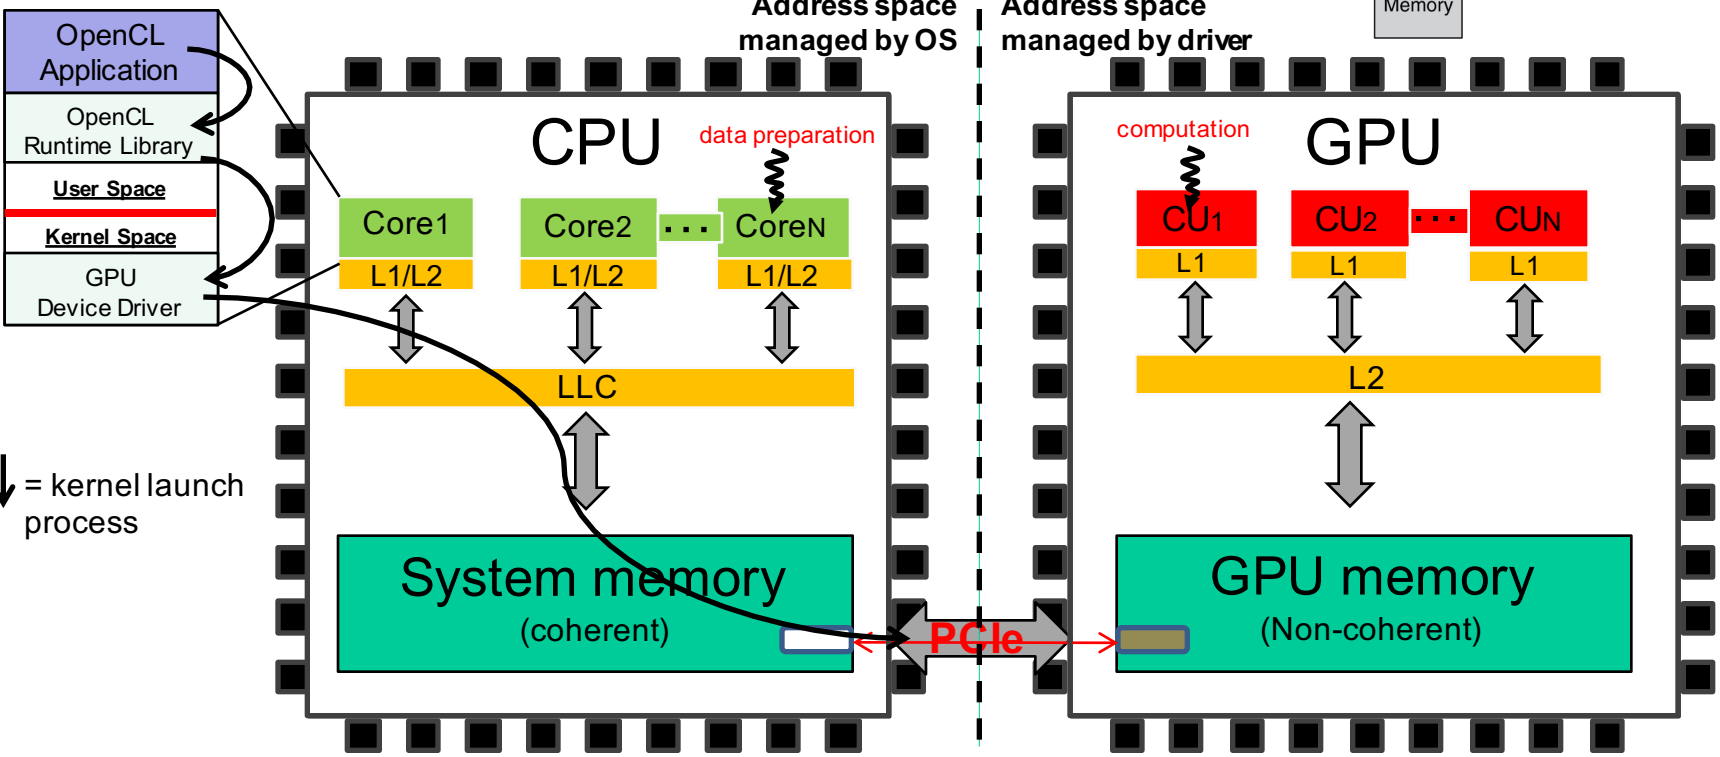 Address space
managed by OS
Address space
managed by driver
Memory
OpenCL
Application
OpenCL
Runtime Library
User Space
Kernel Space
GPU
Device Driver
= kernel launch
process
CPU
data preparation
Core1
Core2
...
CoreN
L1/L2
L1/L2
L1/L2
LLC
System memory
(coherent)
PCIe
GPU
computation
CU1
CU2
...
CUN
L1
L1
L1
L2
GPU memory
(Non-coherent)